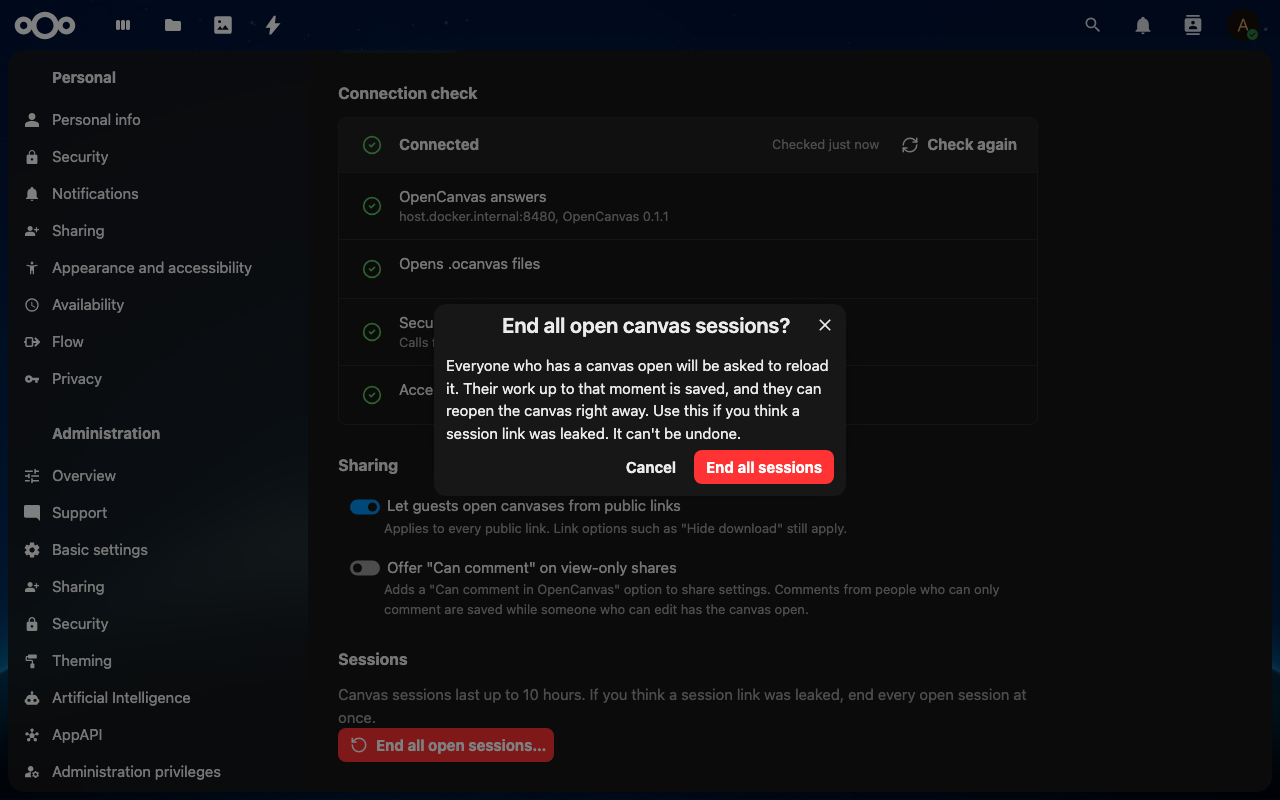 A
Personal
Personal info
Security
Notifications
Sharing
Appearance and accessibility
Availability
Flow
Privacy
Administration
Overview
Support
Basic settings
Sharing
Security
Theming
Artificial Intelligence
AppAPI
Administration privileges
Connection check
Connected
Checked just now
Check again
OpenCanvas answers
host.docker.internal:8480, OpenCanvas 0.1.1
Opens .ocanvas files
End all open canvas sessions?
Everyone who has a canvas open will be asked to reload
it. Their work up to that moment is saved, and they can
reopen the canvas right away. Use this if you think a
session link was leaked. It can't be undone.
Cancel
End all sessions
Sharing
Let guests open canvases from public links
Applies to every public link. Link options such as "Hide download" still apply.
Offer "Can comment" on view-only shares
Adds a "Can comment in OpenCanvas" option to share settings. Comments from people who can only
comment are saved while someone who can edit has the canvas open.
Sessions
Canvas sessions last up to 10 hours. If you think a session link was leaked, end every open session at
once.
End all open sessions...